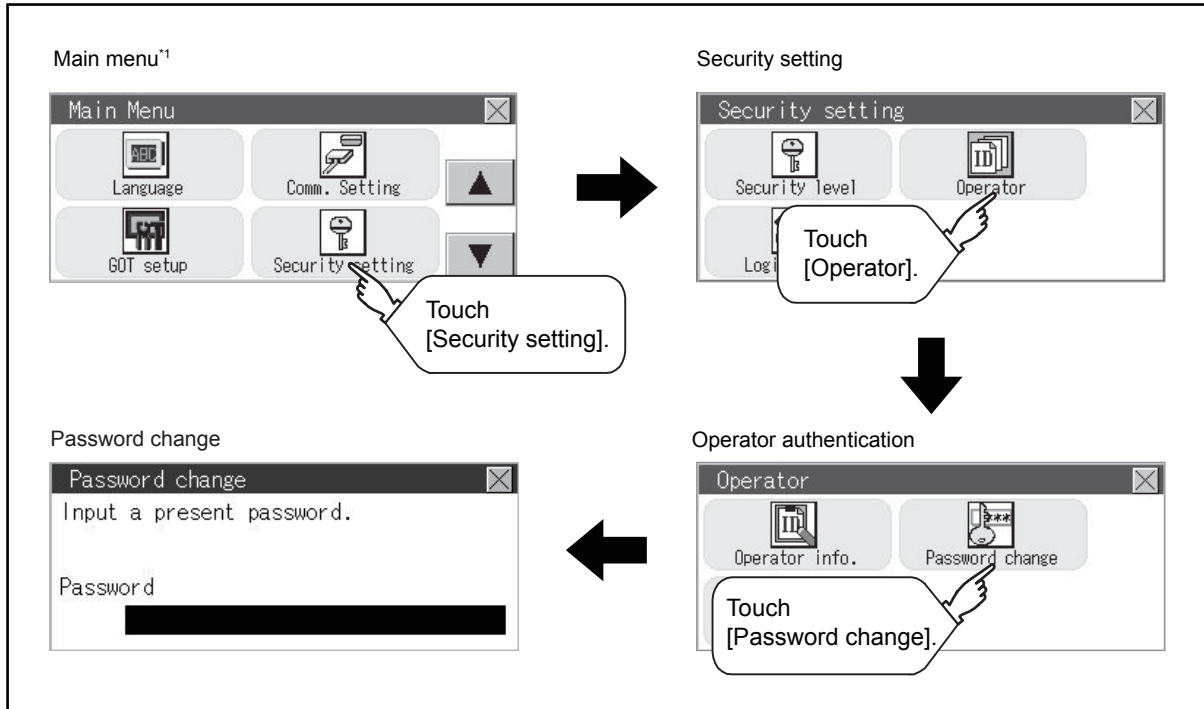 Main menu*1
Main Menu
Language
Comm. Setting
GOT setup
Security setting
Touch
[Security setting].
Security setting
Security setting
Security level
Operator
Logi
Touch
[Operator].
Operator authentication
Operator
Operator info.
Password change
Touch
[Password change].
Password change
Password change
Input a present password.
Password